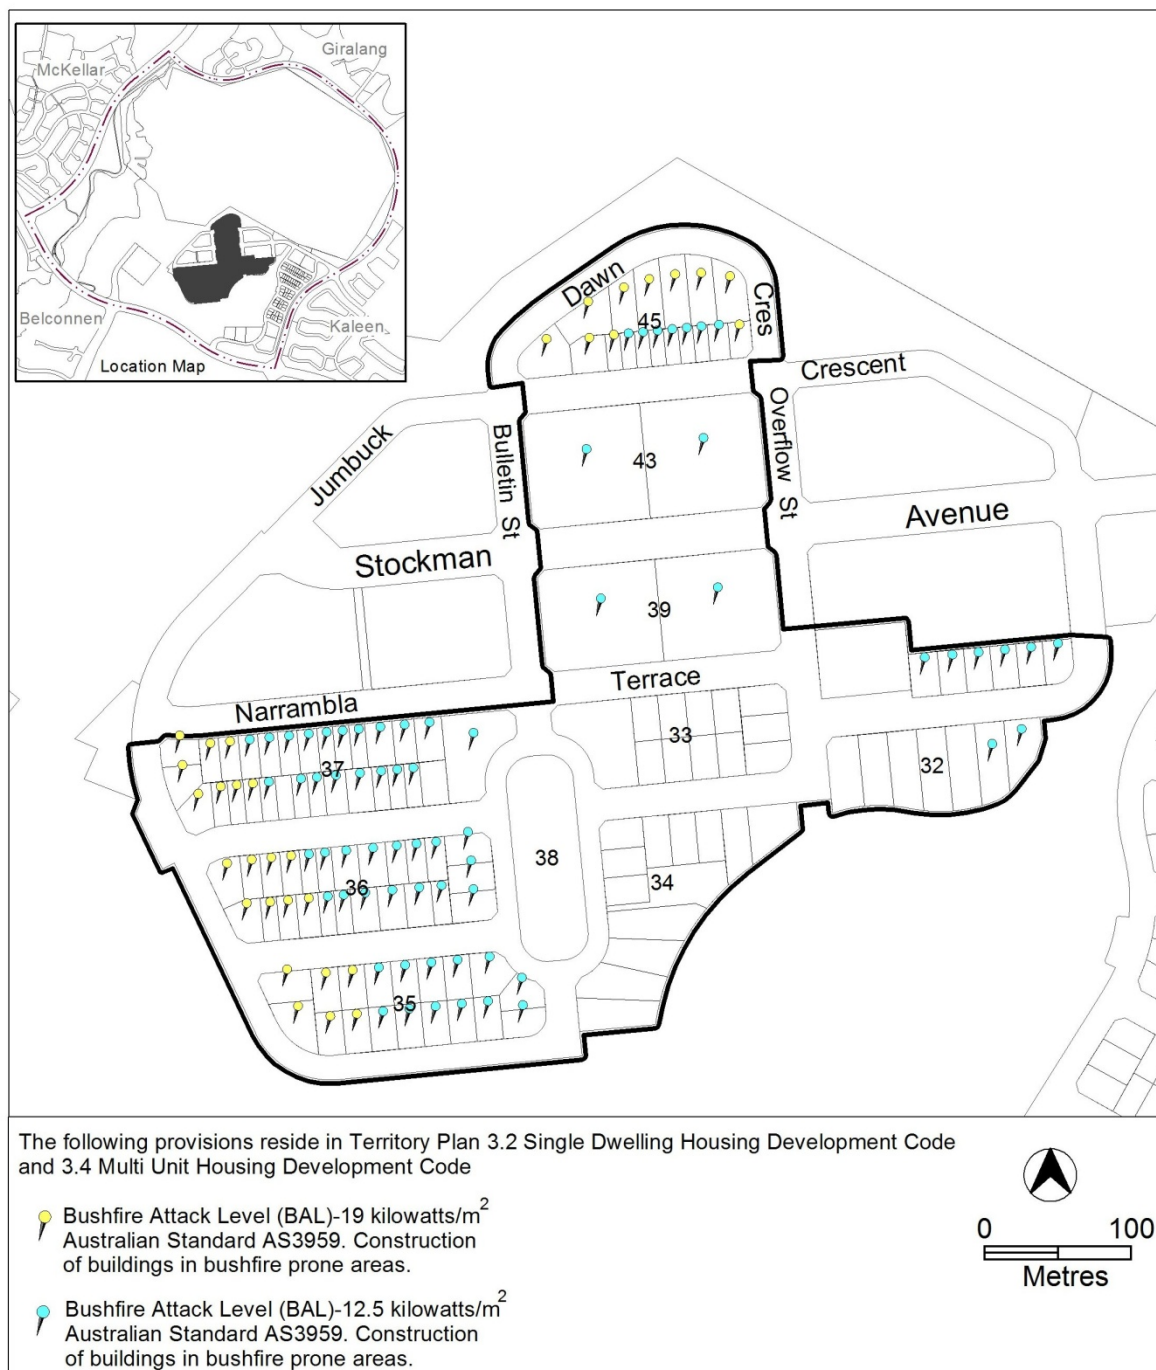 Giralang
McKellar
Belconnen
Kaleen
Location Map
Dawn
Cres
45
Crescent
Jumbuck
Bulletin St
Overflow St
43
Avenue
Stockman
39
Terrace
Narrambla
33
37
32
38
36
34
35
The following provisions reside in Territory Plan 3.2 Single Dwelling Housing Development Code
and 3.4 Multi Unit Housing Development Code
Bushfire Attack Level (BAL)-19 kilowatts/m²
Australian Standard AS3959. Construction
of buildings in bushfire prone areas.
Bushfire Attack Level (BAL)-12.5 kilowatts/m²
Australian Standard AS3959. Construction
of buildings in bushfire prone areas.
0 100
Metres